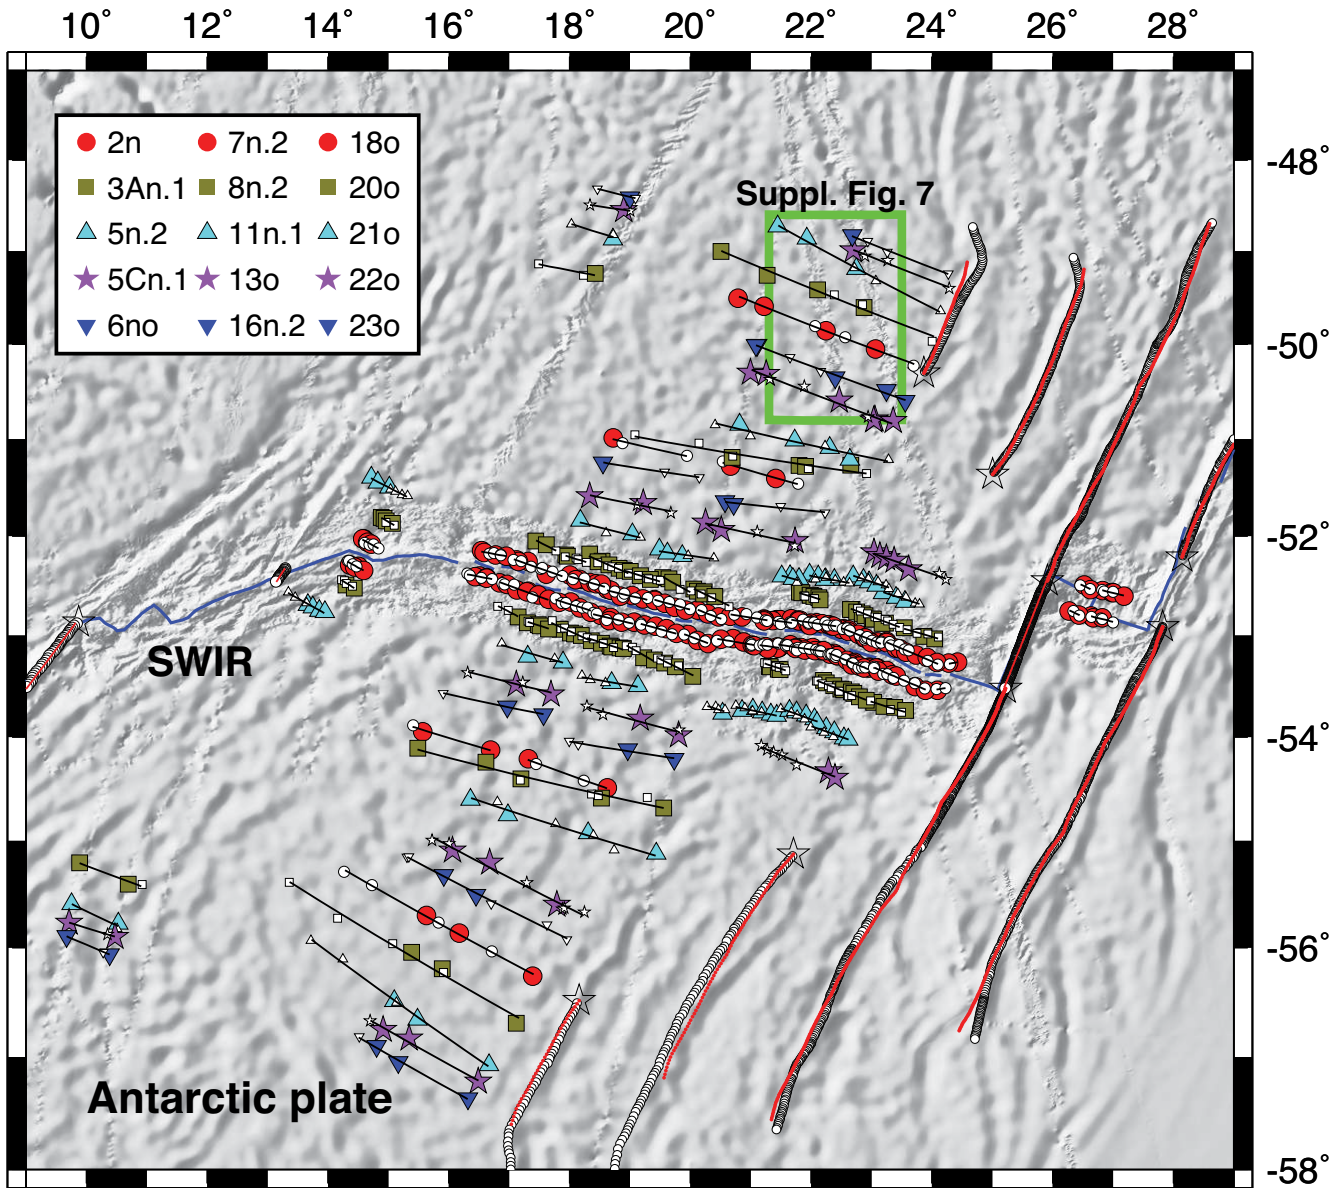 10° 12° 14° 16° 18° 20° 22° 24° 26° 28°
2n 7n.2 18o
3An.1 8n.2 20o
5n.2 11n.1 21o
5Cn.1 13o 22o
6no 16n.2 23o
Suppl. Fig. 7
-48°
-50°
-52°
-54°
-56°
-58°
SWIR
Antarctic plate